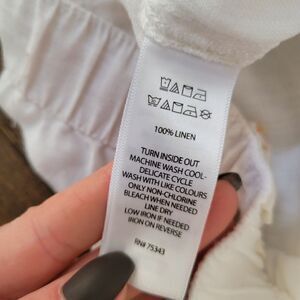 100% LINEN
TURN INSIDE OUT
MACHINE WASH COOL-
DELICATE CYCLE
WASH WITH LIKE COLOURS
ONLY NON-CHLORINE
BLEACH WHEN NEEDED
LINE DRY
LOW IRON IF NEEDED
IRON ON REVERSE
RN# 75343